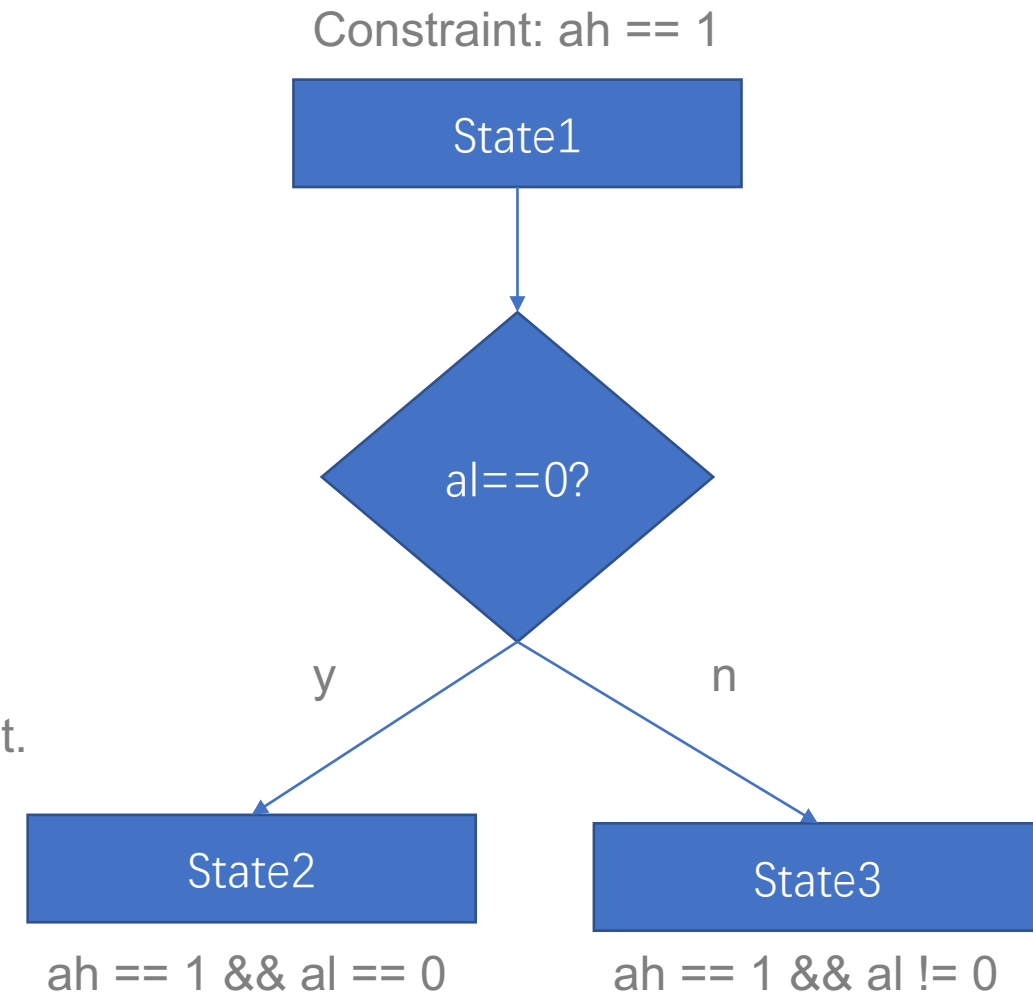 Constraint: ah == 1
State1
al==0?
y
n
t.
State2
State3
ah == 1 && al == 0
ah == 1 && al != 0